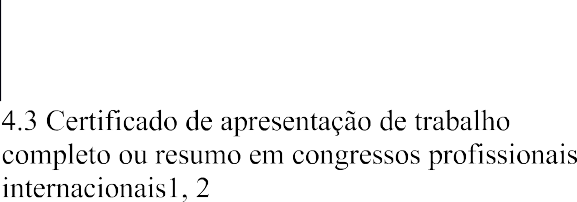 4.3 Certificado de apresentação de trabalho
completo ou resumo em congressos profissionais
internacionais1, 2